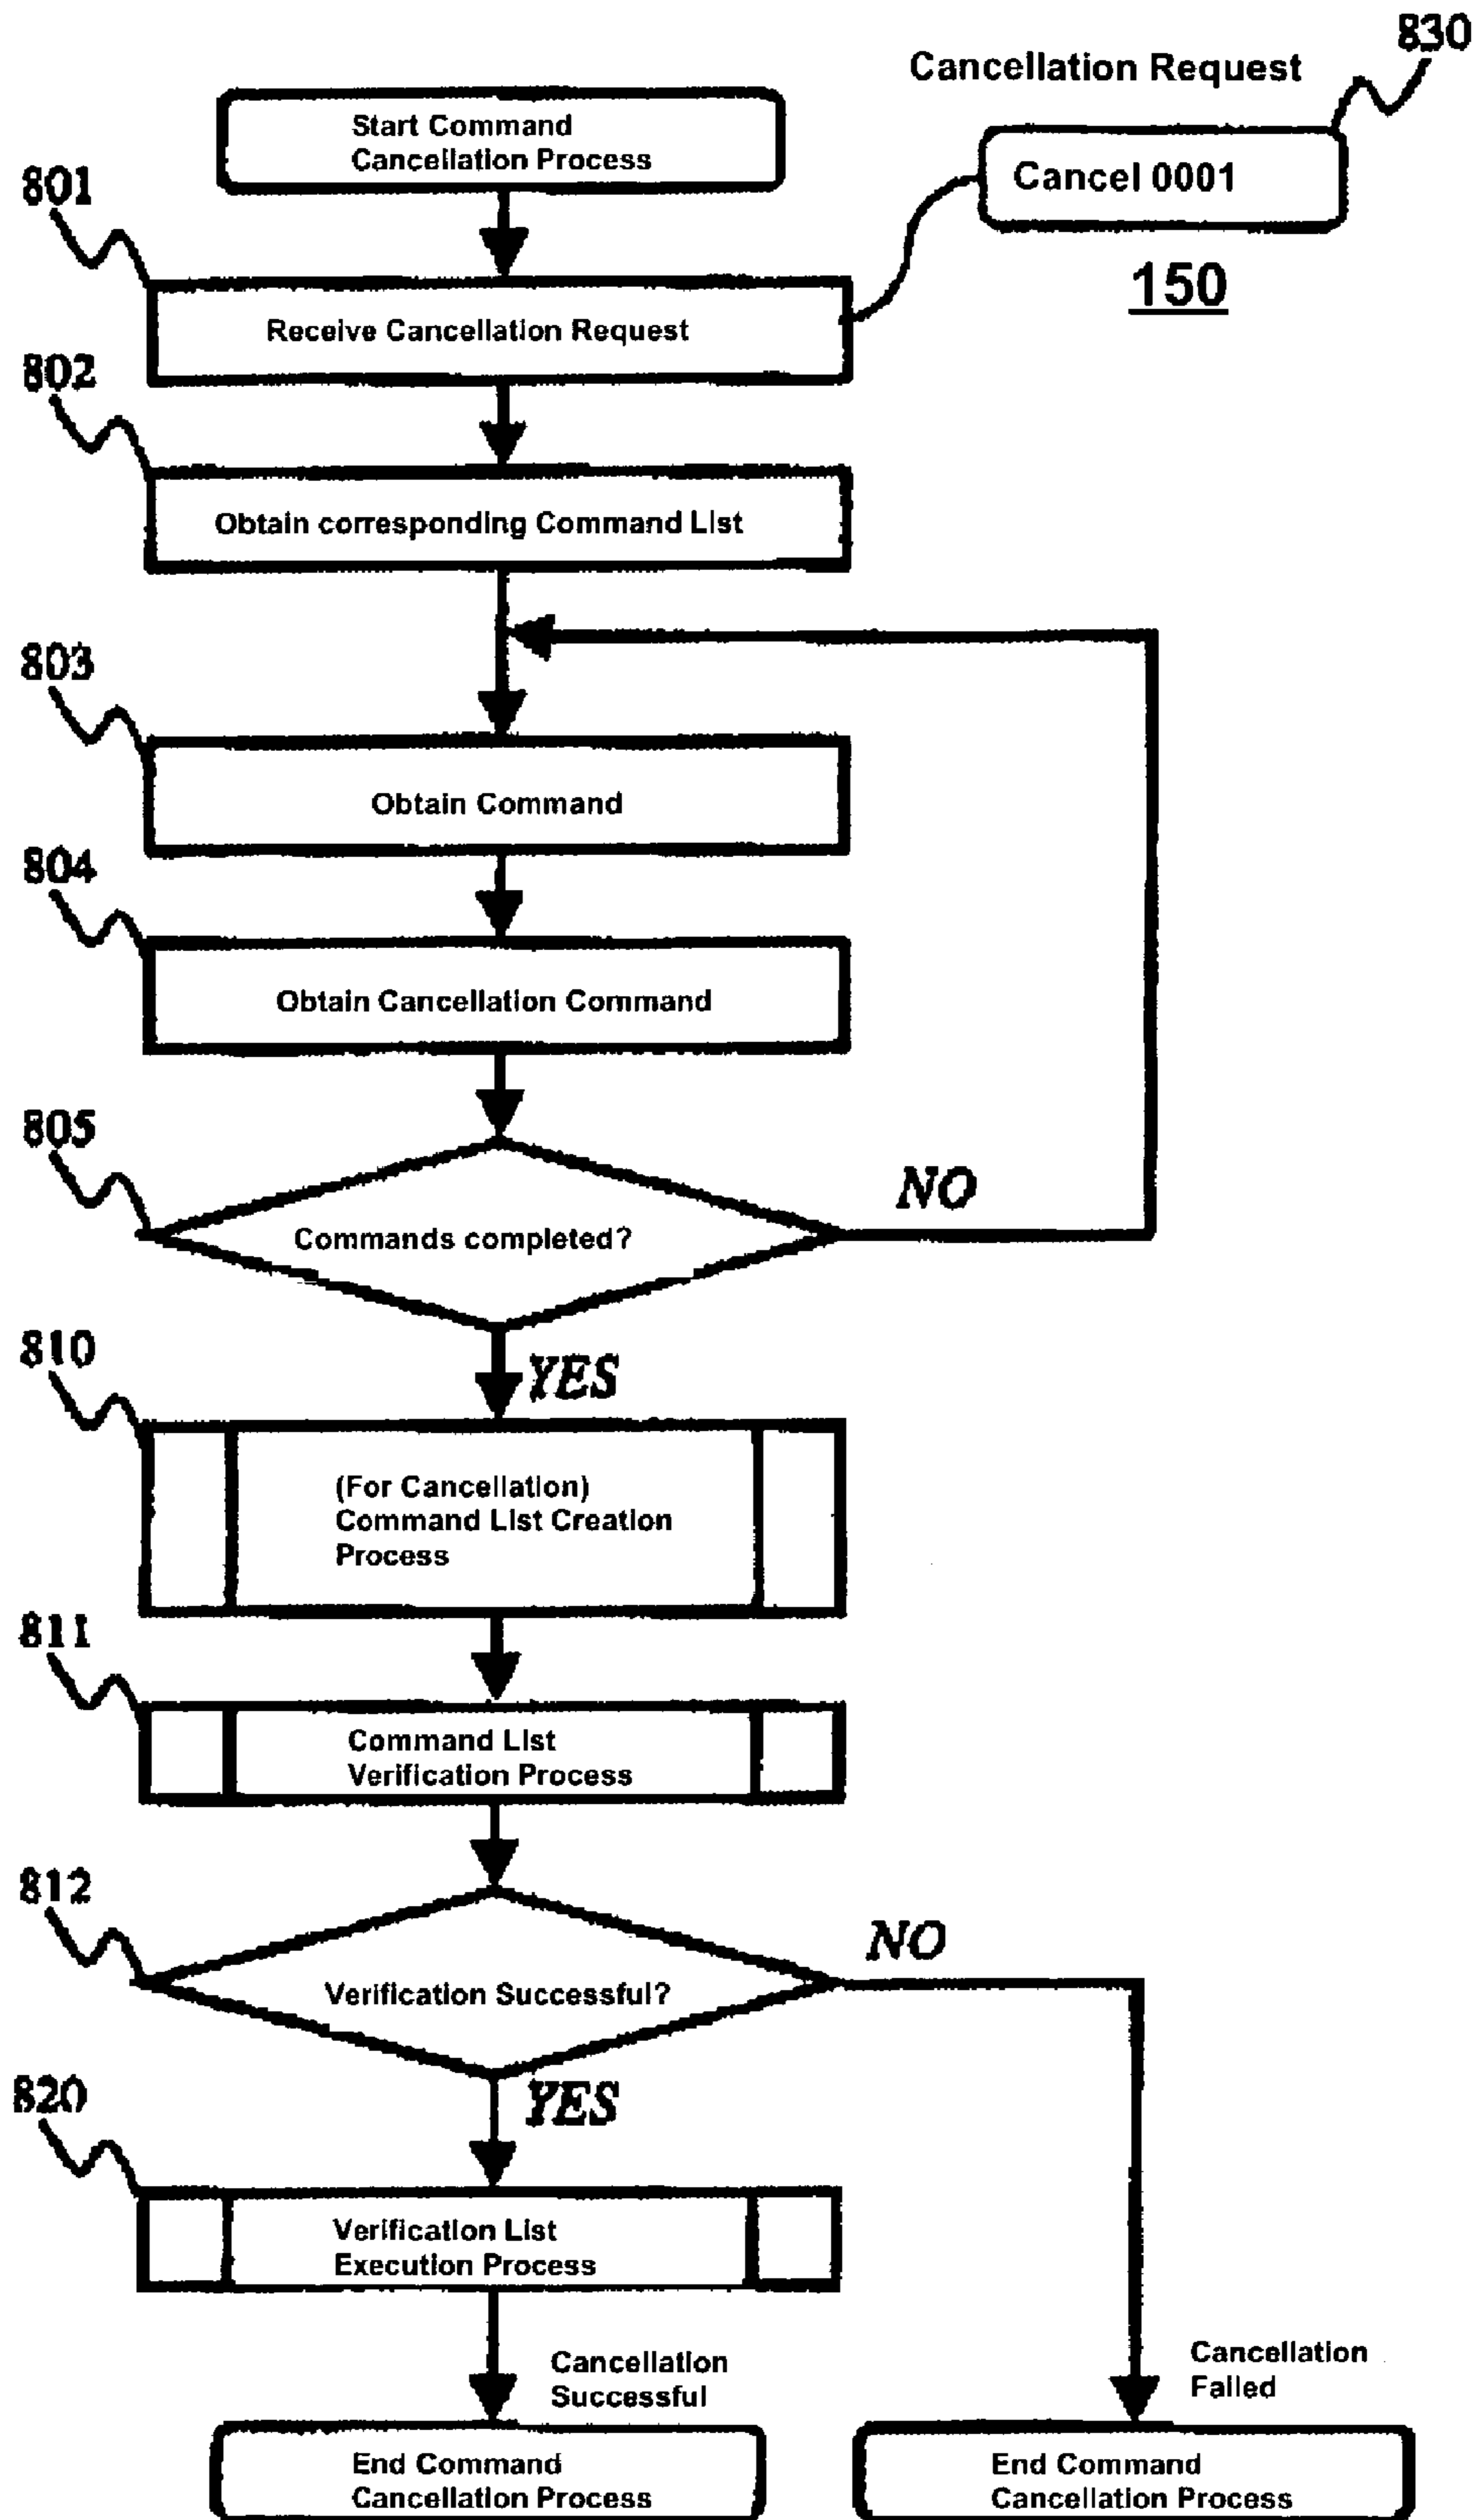 830
Cancellation Request
Start Command
Cancellation Process
Cancel 0001
801
150
Receive Cancellation Request
802
Obtain corresponding Command List
803
Obtain Command
804
Obtain Cancellation Command
805
NO
Commands completed?
810
YES
(For Cancellation)
Command List Creation
Process
811
Command List
Verification Process
812
NO
Verification Successful?
820
YES
Verification List
Execution Process
Cancellation
Successful
Cancellation
Failed
End Command
Cancellation Process
End Command
Cancellation Process